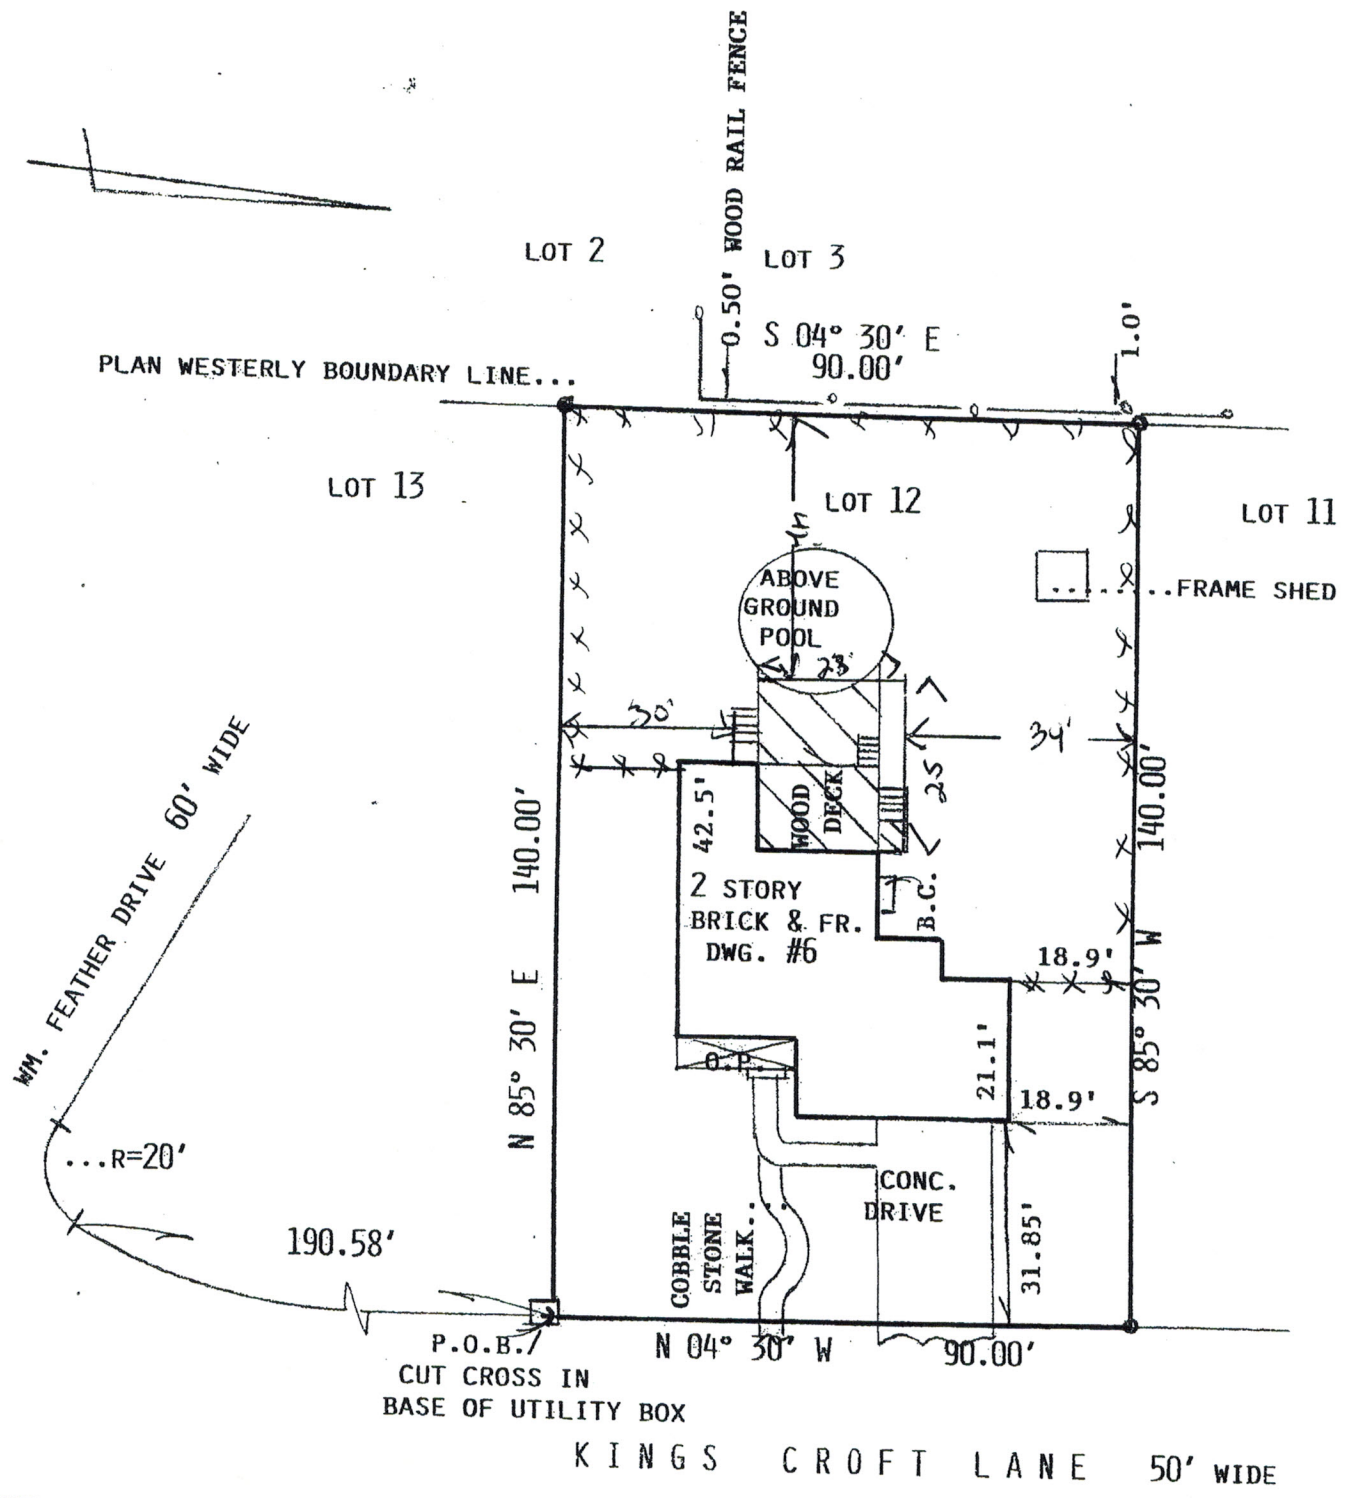 0.50' WOOD RAIL FENCE
LOT 2
LOT 3
S 04° 30' E
90.00'
1.0'
PLAN WESTERLY BOUNDARY LINE...
LOT 13
LOT 12
LOT 11
ABOVE
GROUND
POOL
........FRAME SHED
23'
30'
34'
25'
WOOD
DECK
42.5'
140.00'
N 85° 30' E
140.00'
S 85° 30' W
WM. FEATHER DRIVE 60' WIDE
2 STORY
BRICK & FR.
DWG. #6
B.C.
18.9'
O.P.
21.1'
18.9'
...R=20'
CONC.
DRIVE
190.58'
COBBLE
STONE
WALK..
31.85'
P.O.B./
CUT CROSS IN
BASE OF UTILITY BOX
N 04° 30' W
90.00'
KINGS CROFT LANE 50' WIDE